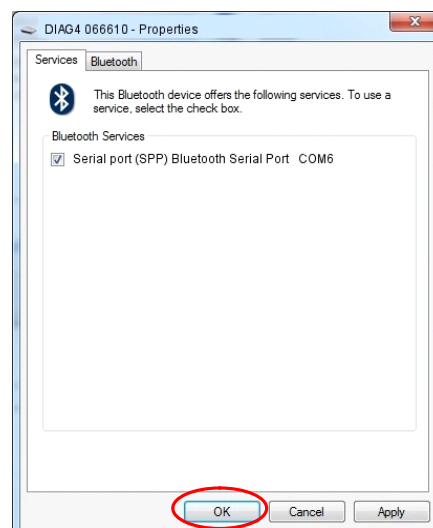 DIAG4 066610 - Properties
Services Bluetooth
This Bluetooth device offers the following services. To use a
service, select the check box.
Bluetooth Services
Serial port (SPP) Bluetooth Serial Port COM6
OK Cancel Apply